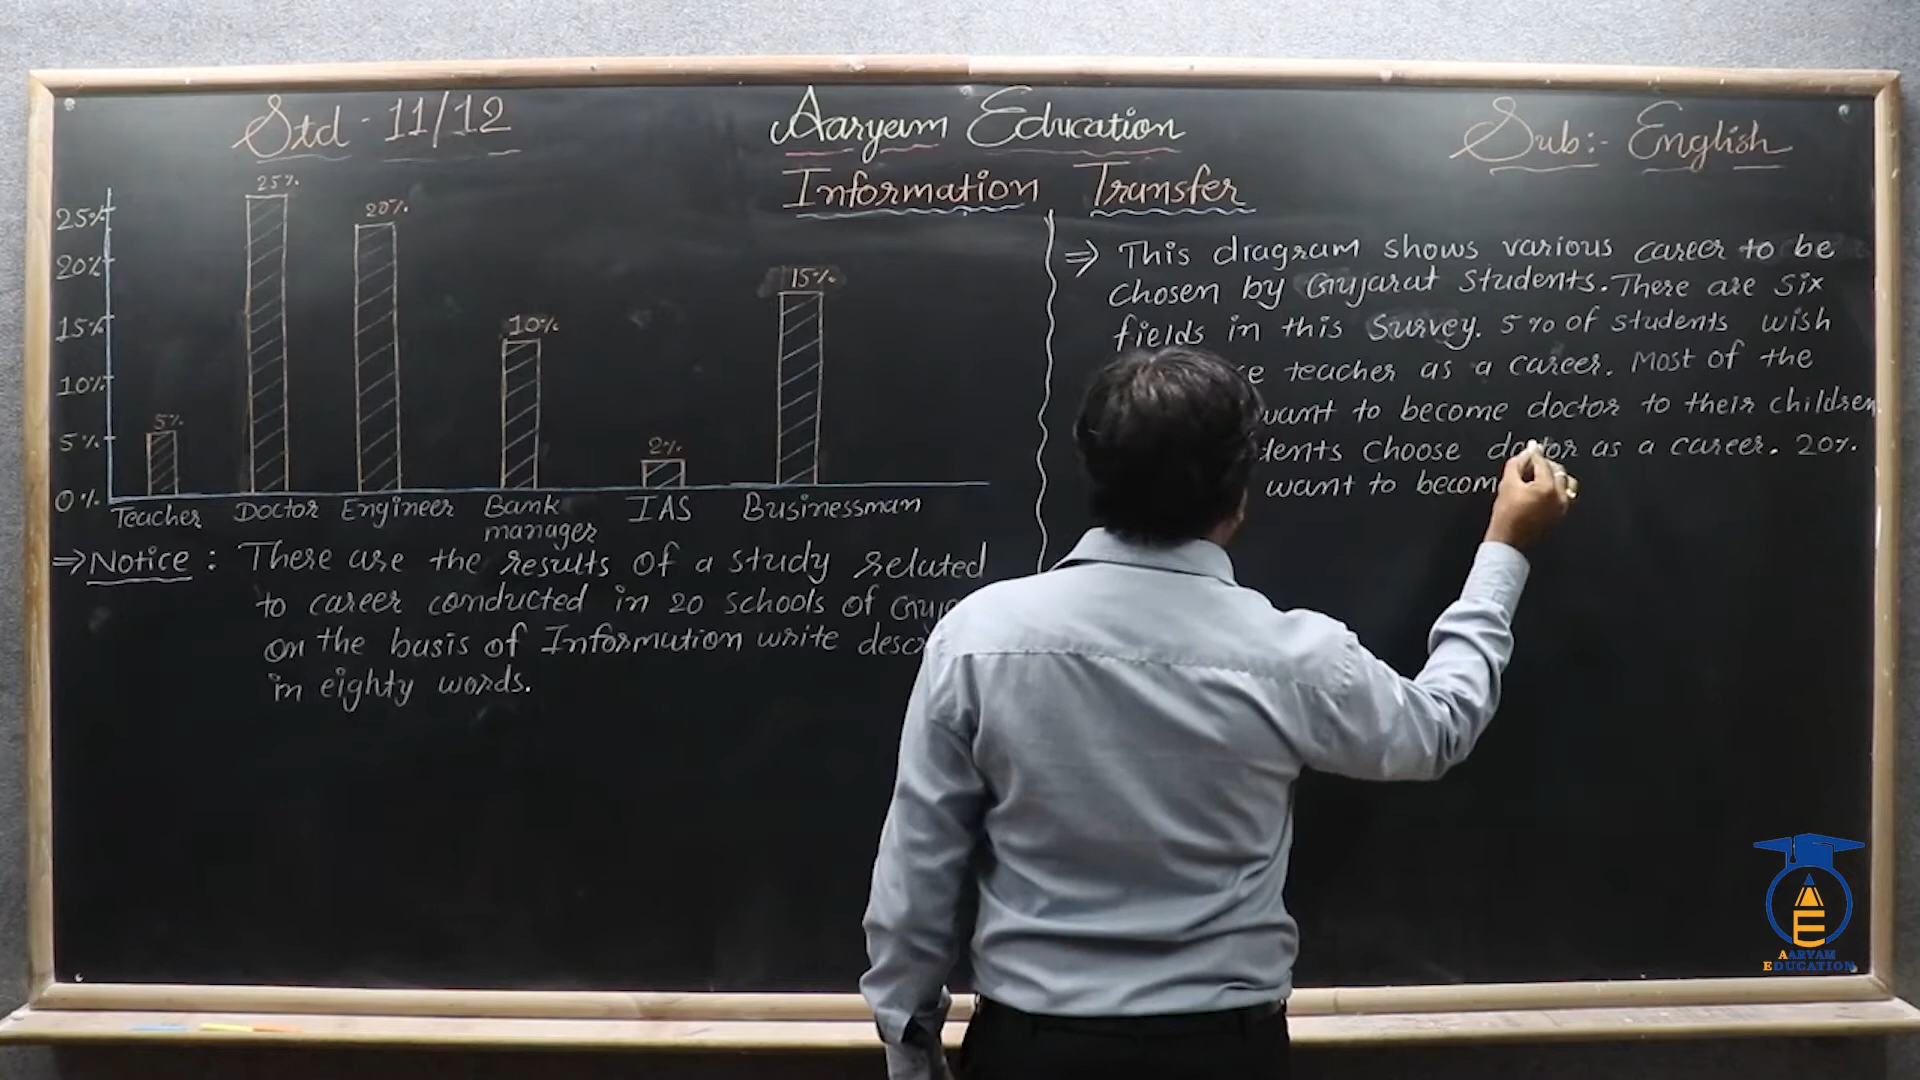 Std - 11/12
Aaryam Education
Sub:- English
Information Transfer
25%
20%
15%
10%
5%
0%
5%
25%
20%
10%
2%
15%
Teacher
Doctor
Engineer
Bank manager
IAS
Businessman
⇒ Notice : There are the results of a study related
to career conducted in 20 schools of
on the basis of Information write
in eighty words.
⇒ This diagram shows various career to be
chosen by Gujarat Students. There are six
fields in this Survey. 5% of students wish
teacher as a career. Most of the
want to become doctor to their children
choose doctor as a career. 20%
want to
AARYAM
EDUCATION